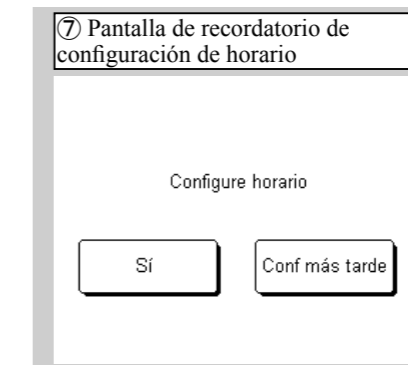 ⑦ Pantalla de recordatorio de
configuración de horario
Configure horario
Sí
Conf más tarde